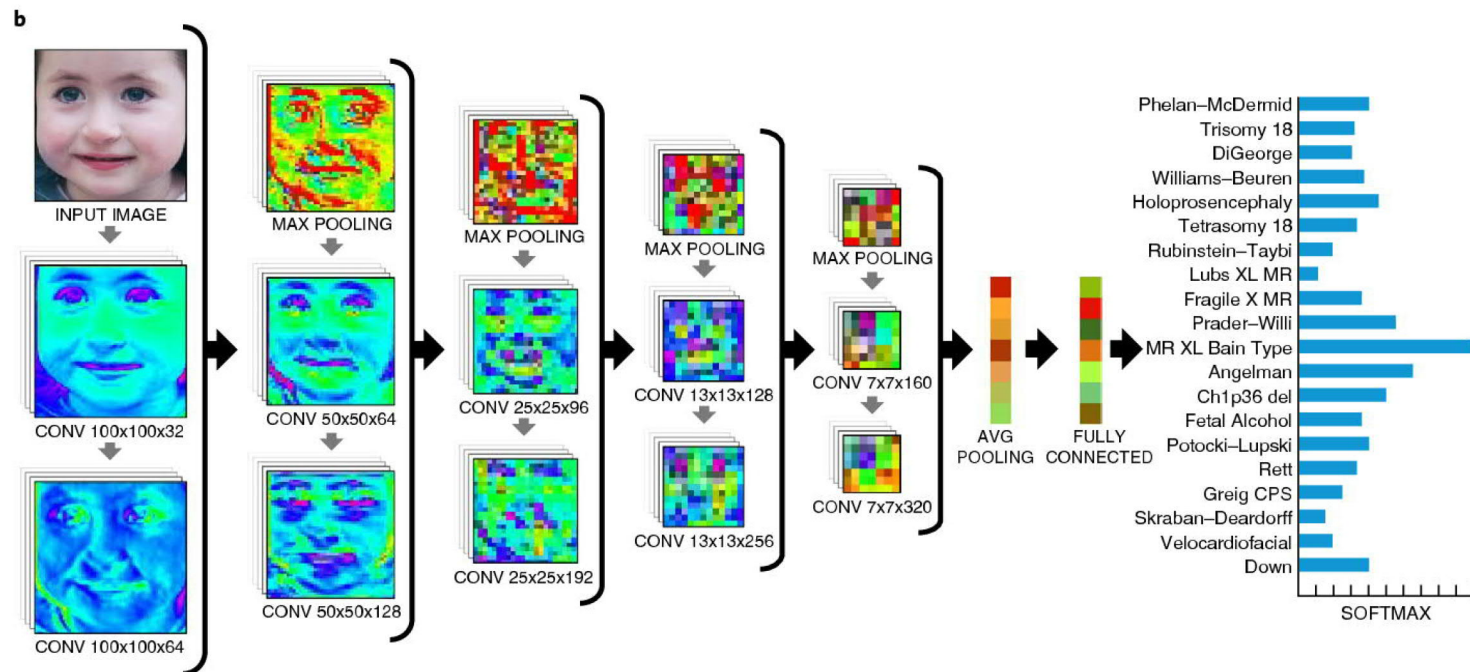 b
INPUT IMAGE
CONV 100x100x32
CONV 100x100x64
MAX POOLING
CONV 50x50x64
CONV 50x50x128
MAX POOLING
CONV 25x25x96
CONV 25x25x192
MAX POOLING
CONV 13x13x128
CONV 13x13x256
MAX POOLING
CONV 7x7x160
CONV 7x7x320
AVG
POOLING
FULLY
CONNECTED
Phelan–McDermid
Trisomy 18
DiGeorge
Williams–Beuren
Holoprosencephaly
Tetrasomy 18
Rubinstein–Taybi
Lubs XL MR
Fragile X MR
Prader–Willi
MR XL Bain Type
Angelman
Ch1p36 del
Fetal Alcohol
Potocki–Lupski
Rett
Greig CPS
Skraban–Deardorff
Velocardiofacial
Down
SOFTMAX